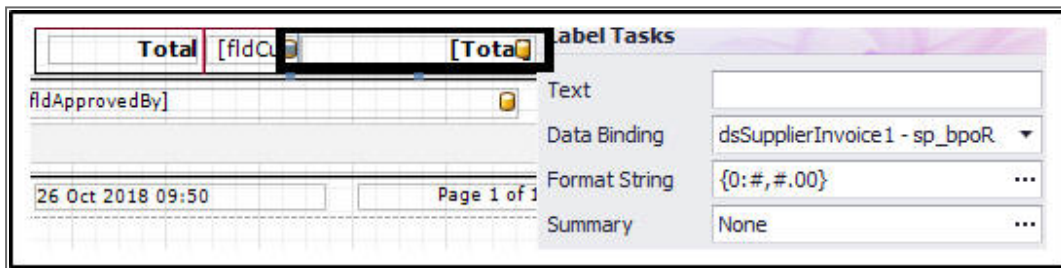 Total [fldCu [Tota
Label Tasks
fldApprovedBy]
Text
Data Binding dsSupplierInvoice1 - sp_bpoR
Format String {0:#,#.00} ...
Summary None ...
26 Oct 2018 09:50 Page 1 of 1